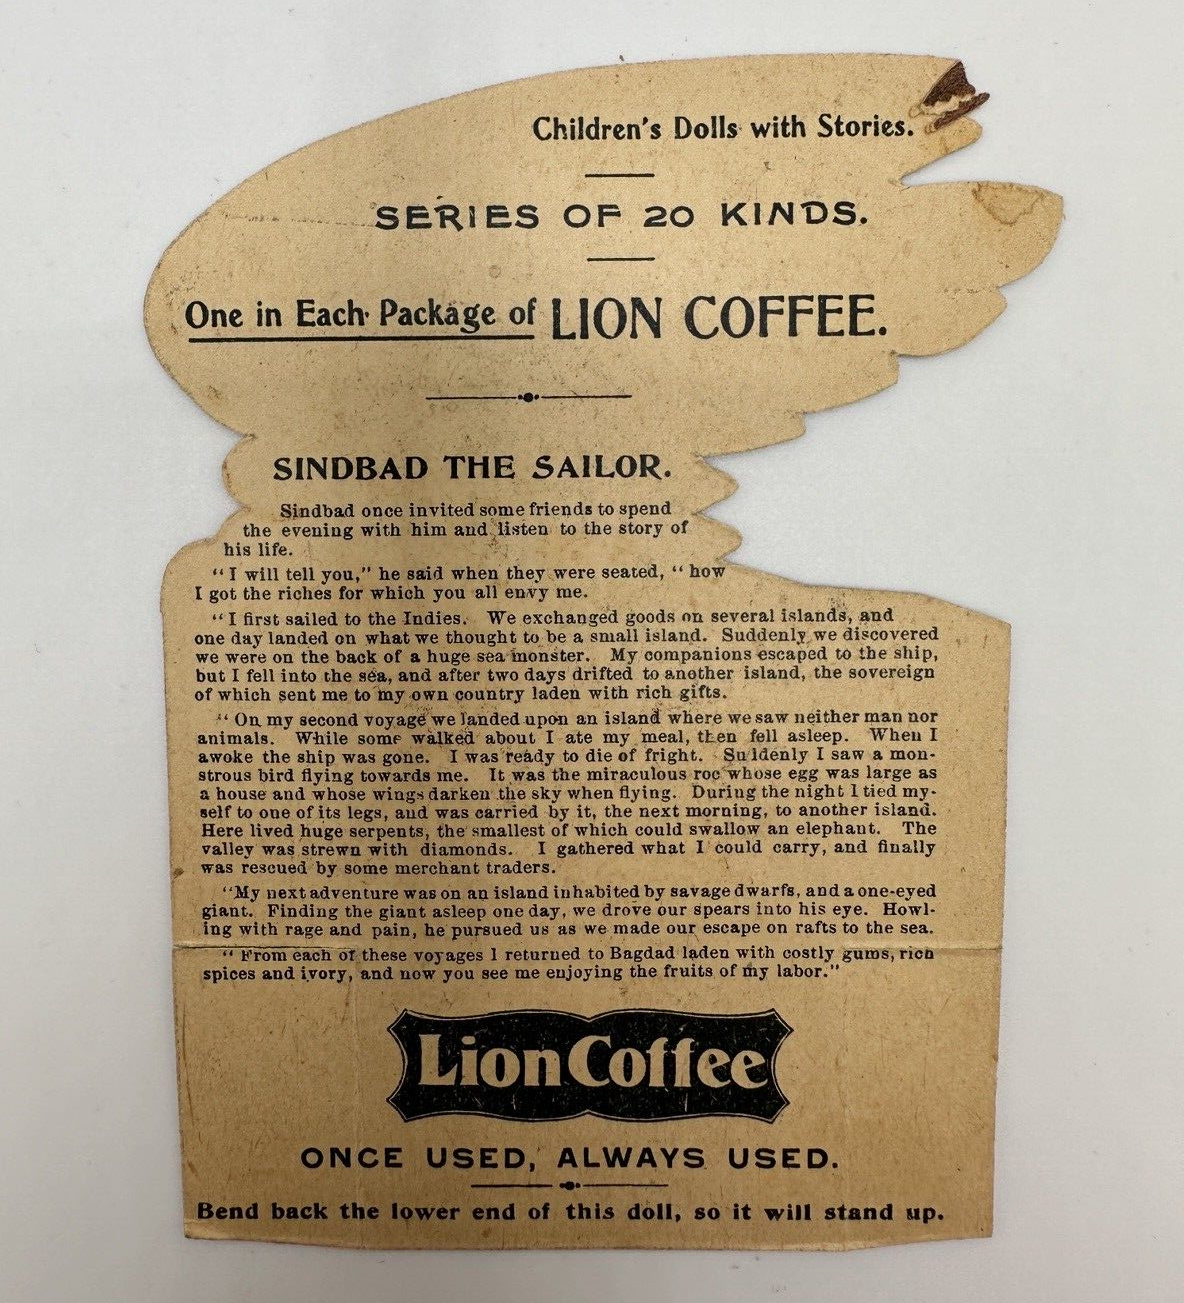 Children's Dolls with Stories.
SERIES OF 20 KINDS.
One in Each Package of LION COFFEE.
SINDBAD THE SAILOR.
Sindbad once invited some friends to spend
the evening with him and listen to the story of
his life.
"I will tell you," he said when they were seated, "how
I got the riches for which you all envy me.
"I first sailed to the Indies. We exchanged goods on several islands, and
one day landed on what we thought to be a small island. Suddenly we discovered
we were on the back of a huge sea monster. My companions escaped to the ship,
but I fell into the sea, and after two days drifted to another island, the sovereign
of which sent me to my own country laden with rich gifts.
"On my second voyage we landed upon an island where we saw neither man nor
animals. While some walked about I ate my meal, then fell asleep. When I
awoke the ship was gone. I was ready to die of fright. Suddenly I saw a mon-
strous bird flying towards me. It was the miraculous roc whose egg was large as
a house and whose wings darken the sky when flying. During the night I tied my-
self to one of its legs, and was carried by it, the next morning, to another island.
Here lived huge serpents, the smallest of which could swallow an elephant. The
valley was strewn with diamonds. I gathered what I could carry, and finally
was rescued by some merchant traders.
"My next adventure was on an island inhabited by savage dwarfs, and a one-eyed
giant. Finding the giant asleep one day, we drove our spears into his eye. Howl-
ing with rage and pain, he pursued us as we made our escape on rafts to the sea.
"From each of these voyages I returned to Bagdad laden with costly gums, rich
spices and ivory, and now you see me enjoying the fruits of my labor."
Lion Coffee
ONCE USED, ALWAYS USED.
Bend back the lower end of this doll, so it will stand up.